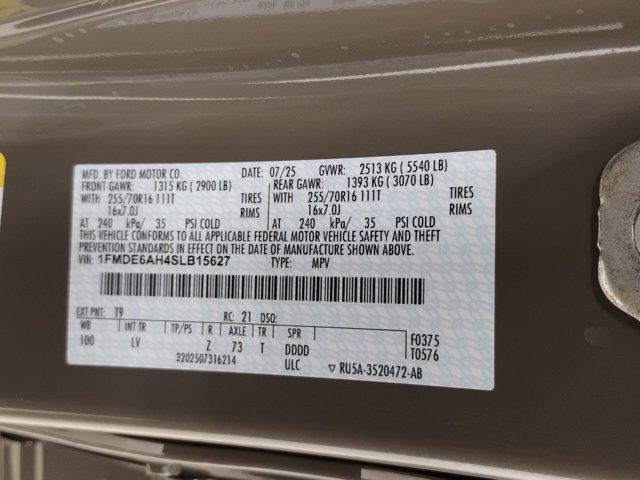 MFD. BY FORD MOTOR CO. DATE: 07/25 GVWR: 2513 KG ( 5540 LB)
FRONT GAWR: 1315 KG ( 2900 LB) REAR GAWR: 1393 KG ( 3070 LB)
WITH 255/70R16 111T TIRES WITH 255/70R16 111T TIRES
16x7.0J RIMS 16x7.0J RIMS
AT 240 kPa/ 35 PSI COLD AT 240 kPa/ 35 PSI COLD
THIS VEHICLE CONFORMS TO ALL APPLICABLE FEDERAL MOTOR VEHICLE SAFETY AND
THEFT PREVENTION STANDARDS IN EFFECT ON THE DATE OF MANUFACTURE SHOWN ABOVE.
VIN: 1FMDE6AH4SLB15627 TYPE: MPV
EXT PNT: T9 RC: 21 DSO:
WB INT TR TP/PS R AXLE TR SPR F0375
100 LV Z 73 T DDDD T0576
3202507316214 ULC ▽ RU5A-3520472-AB